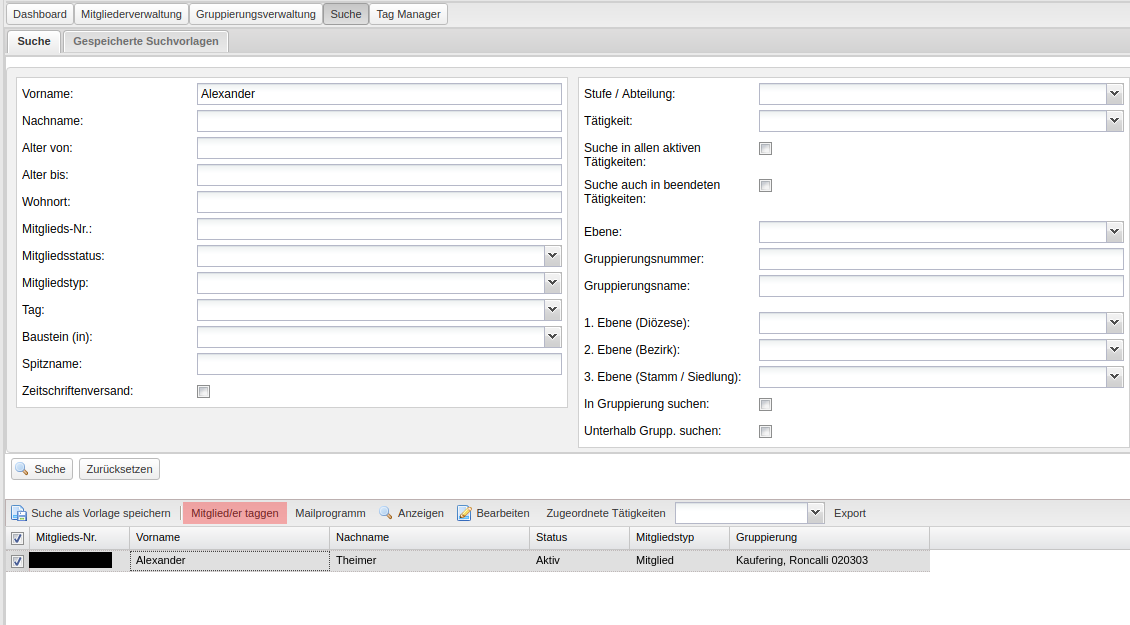 Dashboard Mitgliederverwaltung Gruppierungsverwaltung Suche Tag Manager
Suche Gespeicherte Suchvorlagen
Vorname: Alexander
Nachname:
Alter von:
Alter bis:
Wohnort:
Mitglieds-Nr.:
Mitgliedsstatus:
Mitgliedstyp:
Tag:
Baustein (in):
Spitzname:
Zeitschriftenversand:
Stufe / Abteilung:
Tätigkeit:
Suche in allen aktiven
Tätigkeiten:
Suche auch in beendeten
Tätigkeiten:
Ebene:
Gruppierungsnummer:
Gruppierungsname:
1. Ebene (Diözese):
2. Ebene (Bezirk):
3. Ebene (Stamm / Siedlung):
In Gruppierung suchen:
Unterhalb Grupp. suchen:
Suche Zurücksetzen
Suche als Vorlage speichern Mitglied/er taggen Mailprogramm Anzeigen Bearbeiten Zugeordnete Tätigkeiten Export
Mitglieds-Nr. Vorname Nachname Status Mitgliedstyp Gruppierung
Alexander Theimer Aktiv Mitglied Kaufering, Roncalli 020303